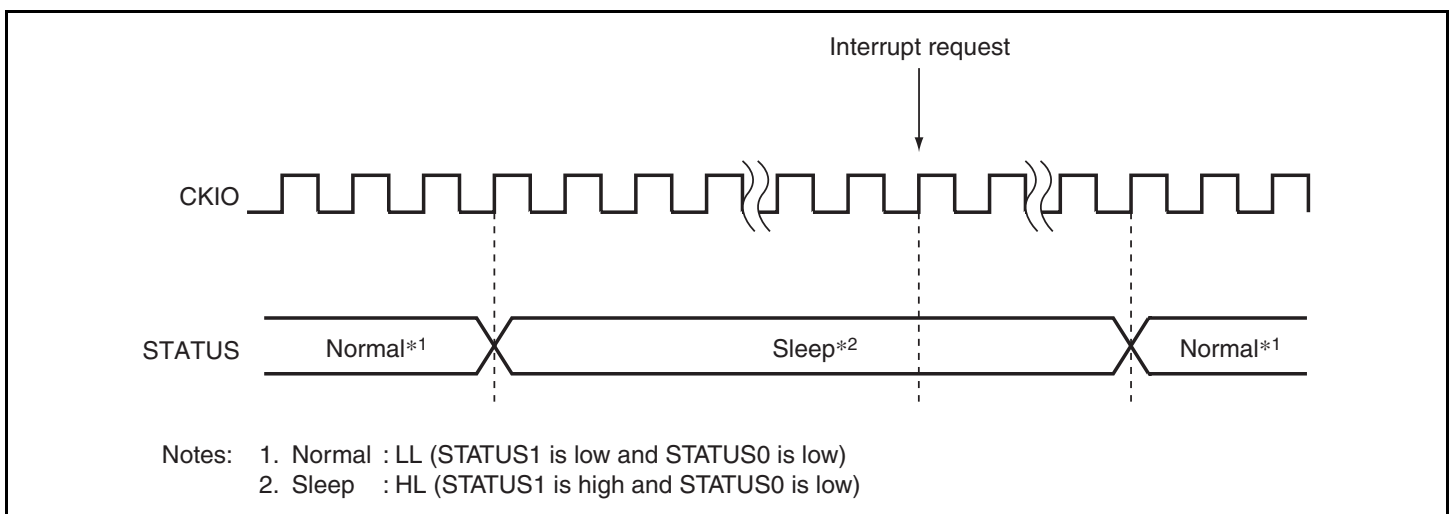 Interrupt request
CKIO
STATUS
Normal*1
Sleep*2
Normal*1
Notes: 1. Normal : LL (STATUS1 is low and STATUS0 is low)
2. Sleep : HL (STATUS1 is high and STATUS0 is low)